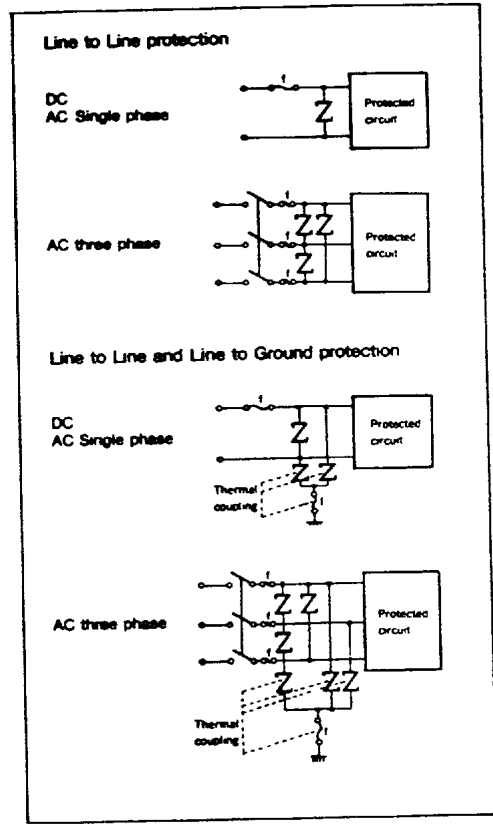 Line to Line protection
f
DC
AC Single phase
Protected
circuit
f
f
f
AC three phase
Protected
circuit
Line to Line and Line to Ground protection
f
DC
AC Single phase
Protected
circuit
Thermal
coupling
f
f
f
f
AC three phase
Protected
circuit
Thermal
coupling
f